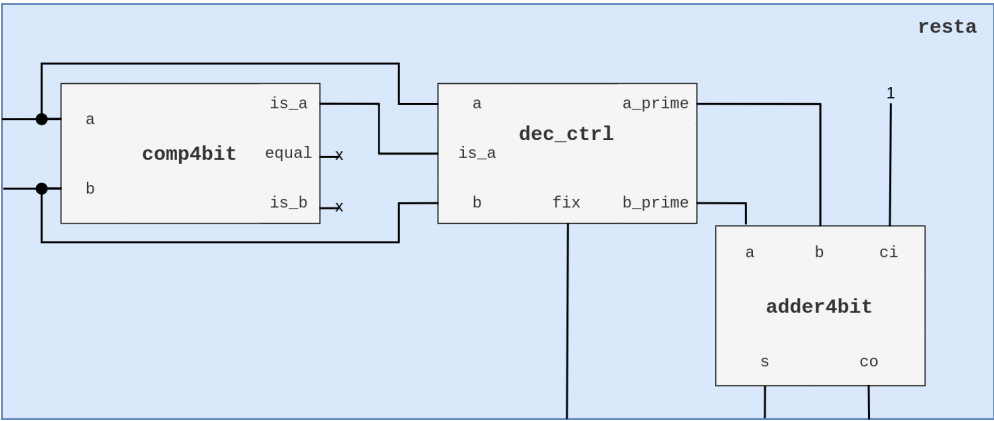 resta
1
a
is_a
comp4bit
equal
x
b
is_b
x
a
a_prime
dec_ctrl
is_a
b
fix
b_prime
a
b
ci
adder4bit
s
co